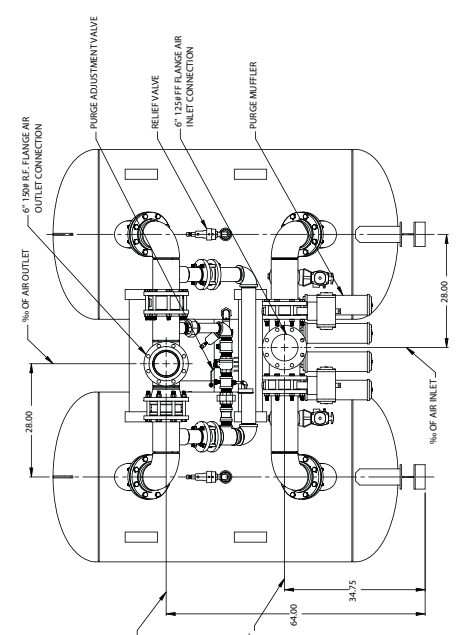 6" 150# R.F. FLANGE AIR
OUTLET CONNECTION
PURGE ADJUSTMENT VALVE
RELIEF VALVE
6" 125# FF FLANGE AIR
INLET CONNECTION
PURGE MUFFLER
‰ OF AIR OUTLET
28.00
28.00
‰ OF AIR INLET
34.75
64.00